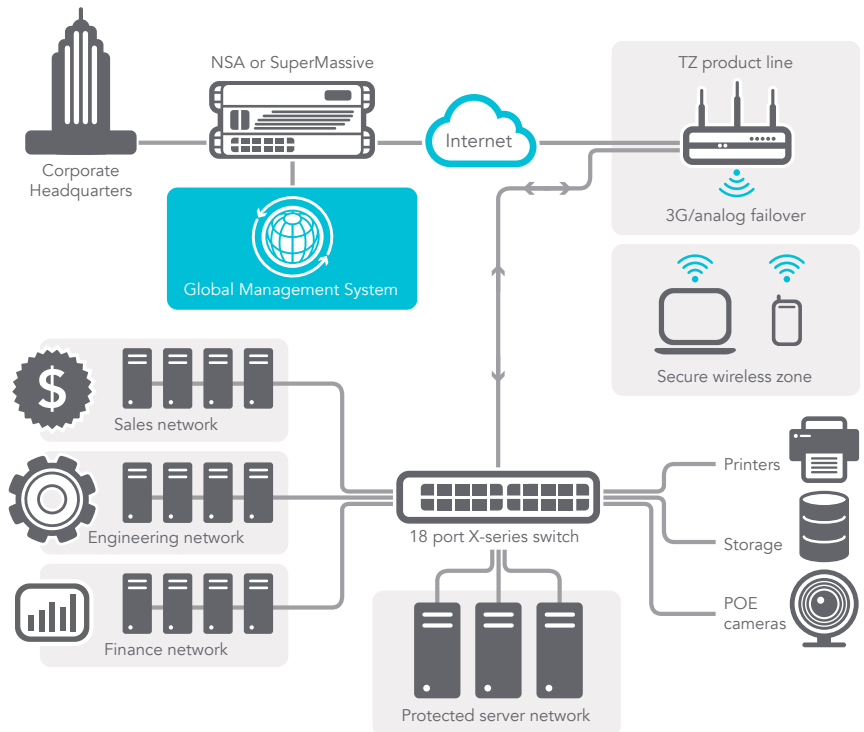 NSA or SuperMassive
TZ product line
Internet
Corporate
Headquarters
3G/analog failover
Global Management System
Secure wireless zone
$
Sales network
Printers
Engineering network
18 port X-series switch
Storage
Finance network
POE
cameras
Protected server network